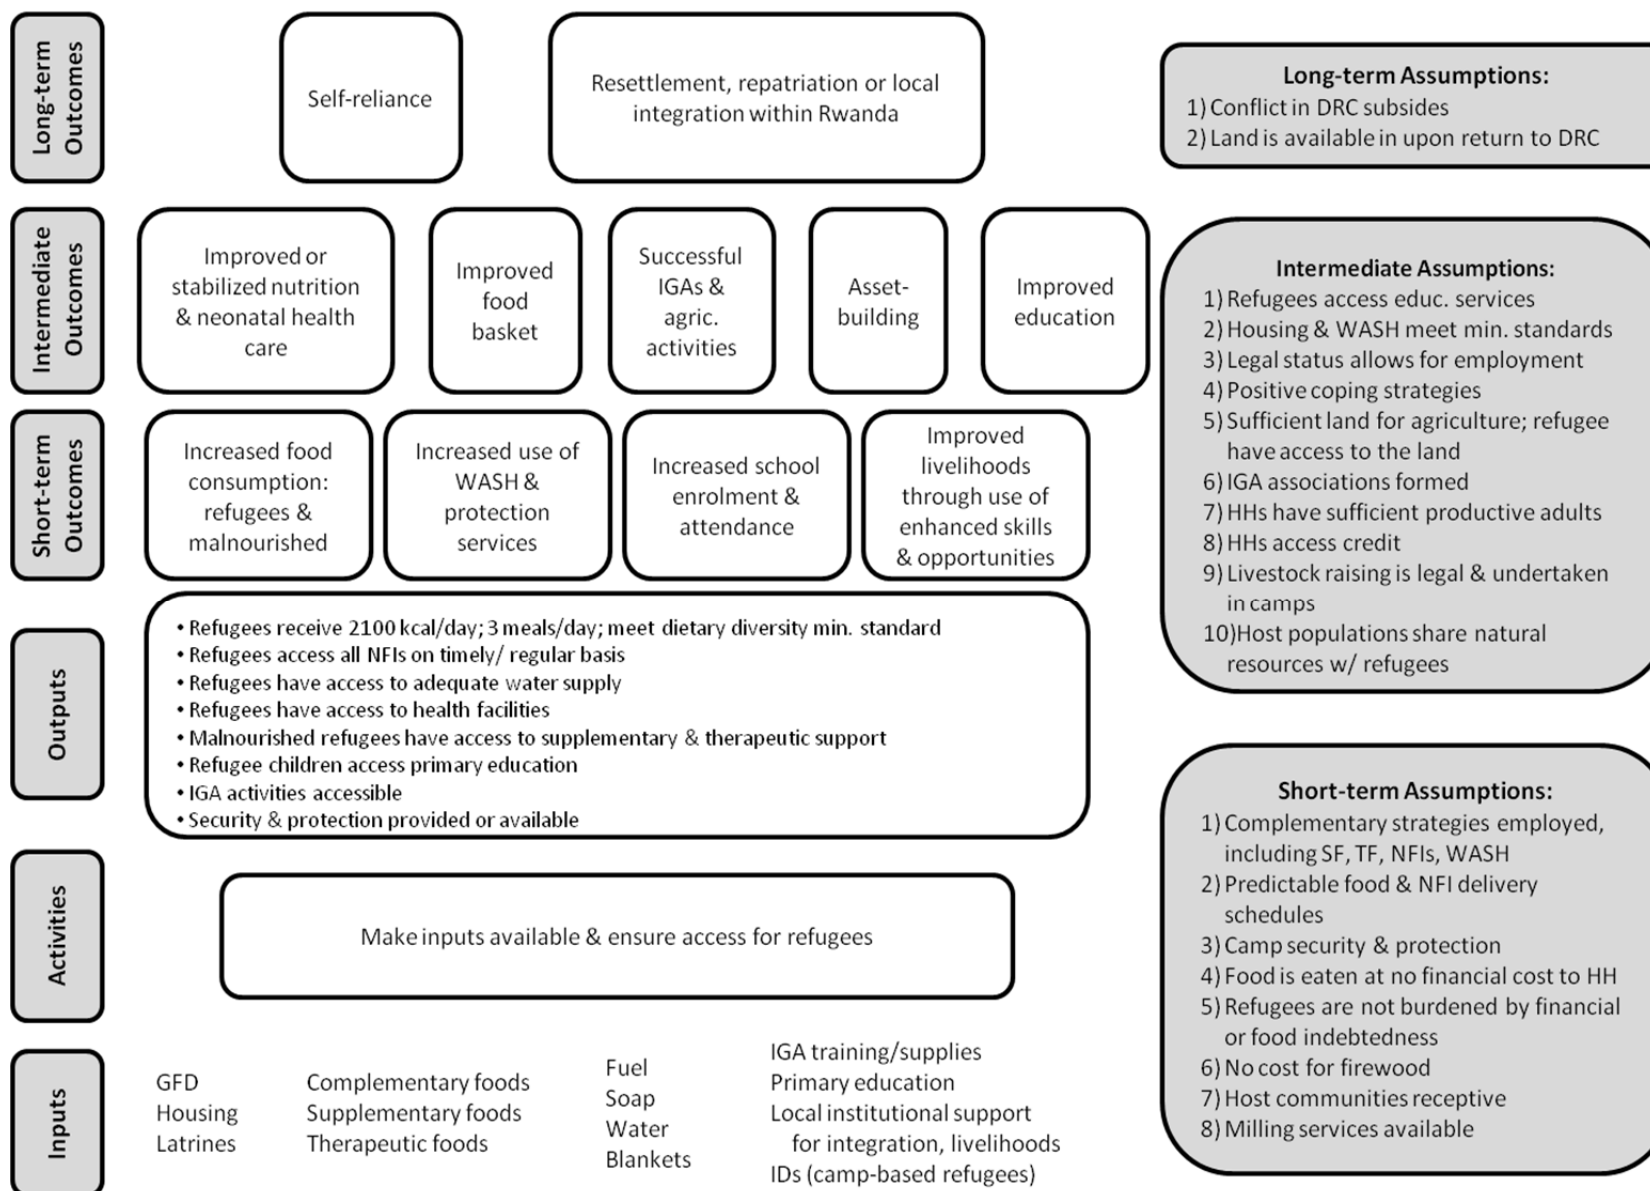 Long-term
Outcomes
Self-reliance
Resettlement, repatriation or local
integration within Rwanda
Long-term Assumptions:
1) Conflict in DRC subsides
2) Land is available in upon return to DRC
Intermediate
Outcomes
Improved or
stabilized nutrition
& neonatal health
care
Improved
food
basket
Successful
IGAs &
agric.
activities
Asset-
building
Improved
education
Intermediate Assumptions:
1) Refugees access educ. services
2) Housing & WASH meet min. standards
3) Legal status allows for employment
4) Positive coping strategies
5) Sufficient land for agriculture; refugee
have access to the land
6) IGA associations formed
7) HHs have sufficient productive adults
8) HHs access credit
9) Livestock raising is legal & undertaken
in camps
10)Host populations share natural
resources w/ refugees
Short-term
Outcomes
Increased food
consumption:
refugees &
malnourished
Increased use of
WASH &
protection
services
Increased school
enrolment &
attendance
Improved
livelihoods
through use of
enhanced skills
& opportunities
Outputs
• Refugees receive 2100 kcal/day; 3 meals/day; meet dietary diversity min. standard
• Refugees access all NFIs on timely/ regular basis
• Refugees have access to adequate water supply
• Refugees have access to health facilities
• Malnourished refugees have access to supplementary & therapeutic support
• Refugee children access primary education
• IGA activities accessible
• Security & protection provided or available
Short-term Assumptions:
1) Complementary strategies employed,
including SF, TF, NFIs, WASH
2) Predictable food & NFI delivery
schedules
3) Camp security & protection
4) Food is eaten at no financial cost to HH
5) Refugees are not burdened by financial
or food indebtedness
6) No cost for firewood
7) Host communities receptive
8) Milling services available
Activities
Make inputs available & ensure access for refugees
Inputs
GFD
Housing
Latrines
Complementary foods
Supplementary foods
Therapeutic foods
Fuel
Soap
Water
Blankets
IGA training/supplies
Primary education
Local institutional support
for integration, livelihoods
IDs (camp-based refugees)